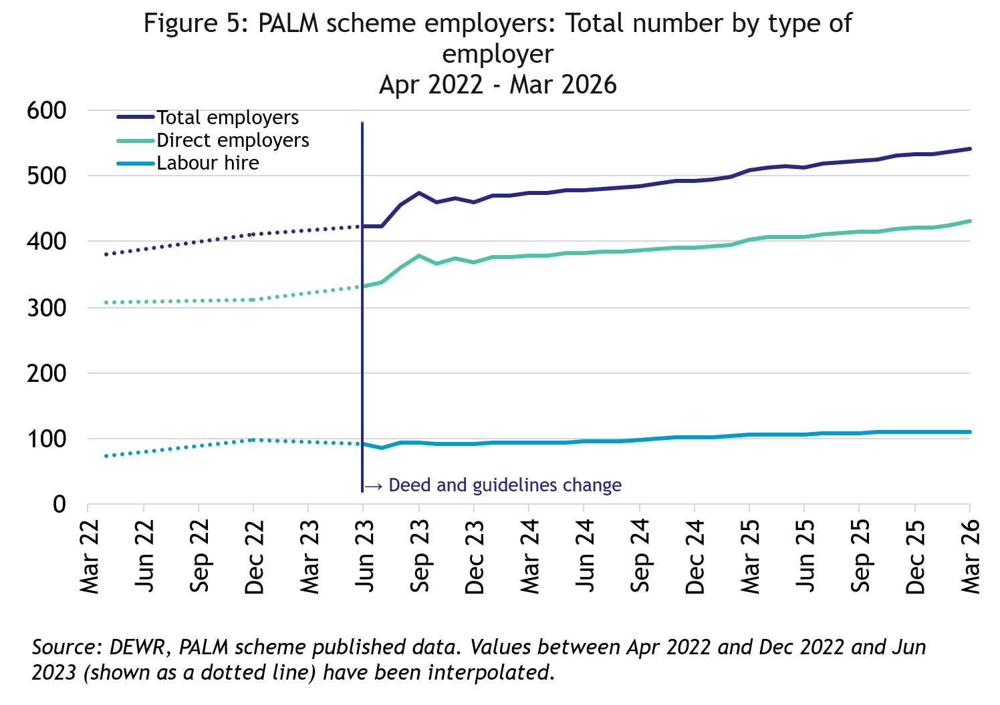 Figure 5: PALM scheme employers: Total number by type of
employer
Apr 2022 - Mar 2026
600
500
400
300
200
100
0
Total employers
Direct employers
Labour hire
→ Deed and guidelines change
Mar 22
Jun 22
Sep 22
Dec 22
Mar 23
Jun 23
Sep 23
Dec 23
Mar 24
Jun 24
Sep 24
Dec 24
Mar 25
Jun 25
Sep 25
Dec 25
Mar 26
Source: DEWR, PALM scheme published data. Values between Apr 2022 and Dec 2022 and Jun
2023 (shown as a dotted line) have been interpolated.